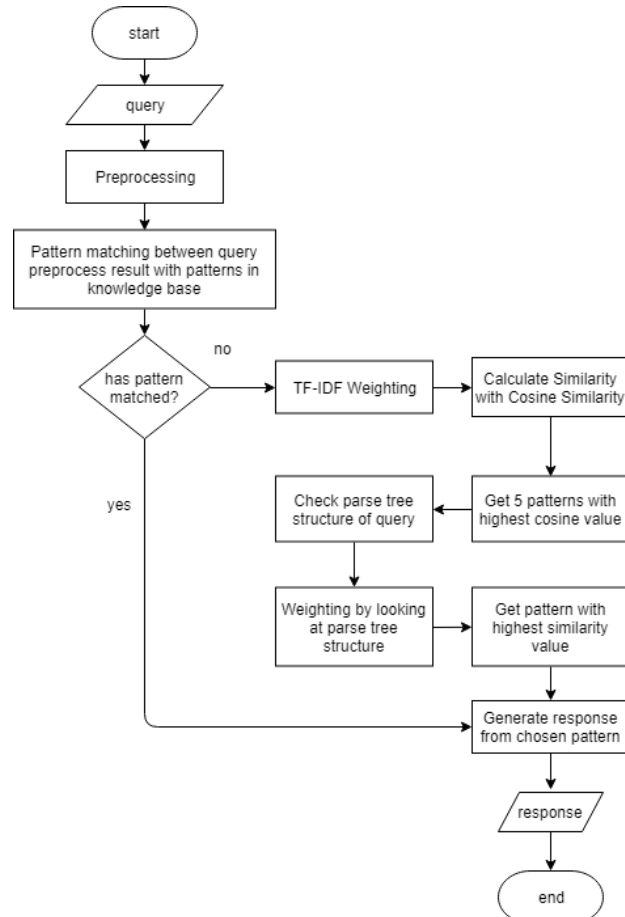 start
query
Preprocessing
Pattern matching between query
preprocess result with patterns in
knowledge base
has pattern
matched?
no
yes
TF-IDF Weighting
Calculate Similarity
with Cosine Similarity
Get 5 patterns with
highest cosine value
Check parse tree
structure of query
Weighting by looking
at parse tree
structure
Get pattern with
highest similarity
value
Generate response
from chosen pattern
response
end